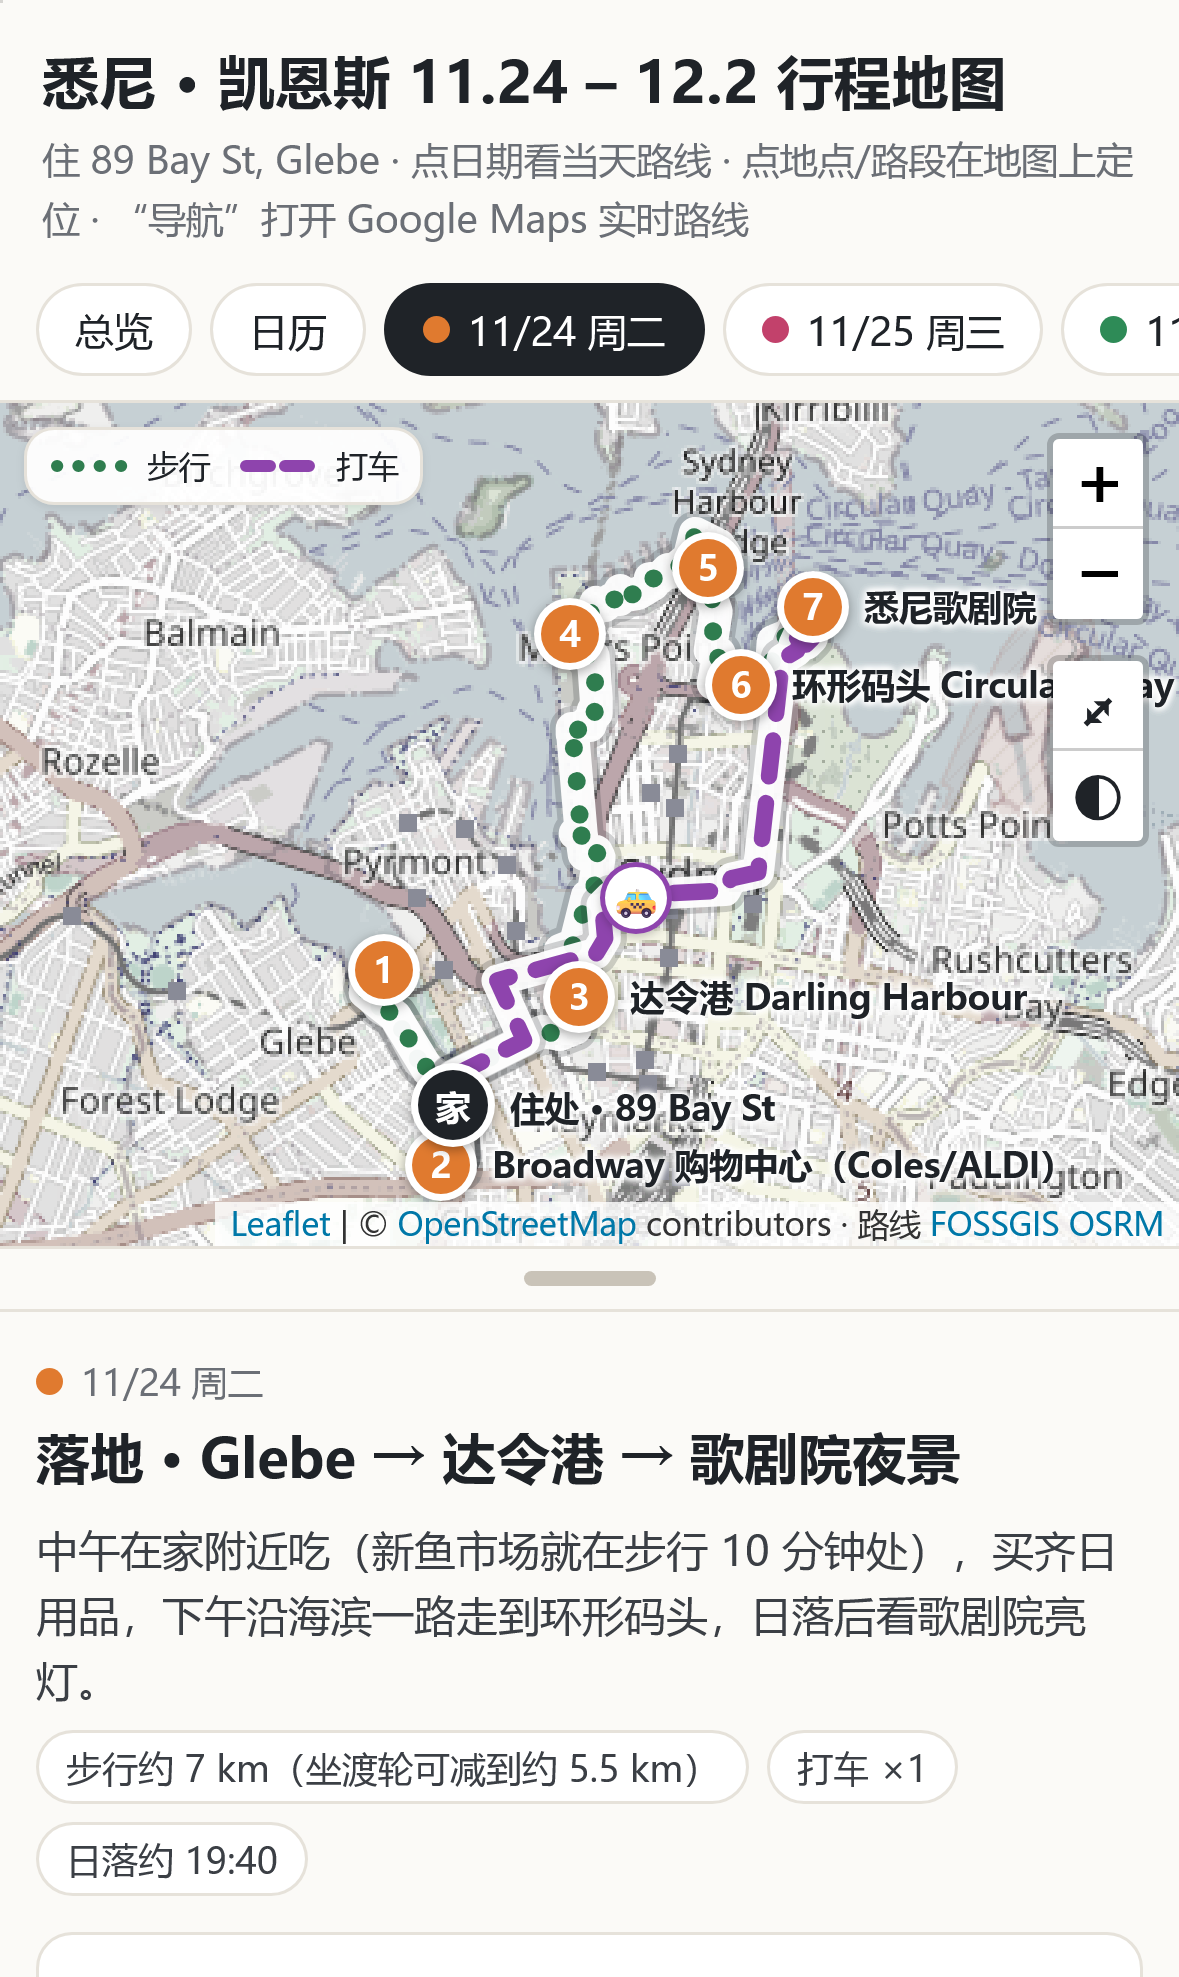 悉尼 · 凯恩斯 11.24 – 12.2 行程地图
住 89 Bay St, Glebe · 点日期看当天路线 · 点地点/路段在地图上定
位 · “导航”打开 Google Maps 实时路线
总览
日历
11/24 周二
11/25 周三
步行
打车
Kirribilli
Sydney
Harbour
Circular Quay
Circular Quay
5
7
悉尼歌剧院
4
Balmain
6
环形码头
Rozelle
Potts Poin
Pyrmont
Rushcutters
1
3
达令港 Darling Harbour
Bay
Glebe
Forest Lodge
Edge
家
住处 · 89 Bay St
2
Broadway 购物中心（Coles/ALDI）
Leaflet | © OpenStreetMap contributors · 路线 FOSSGIS OSRM
11/24 周二
落地 · Glebe → 达令港 → 歌剧院夜景
中午在家附近吃（新鱼市场就在步行 10 分钟处），买齐日
用品，下午沿海滨一路走到环形码头，日落后看歌剧院亮
灯。
步行约 7 km（坐渡轮可减到约 5.5 km）
打车 ×1
日落约 19:40